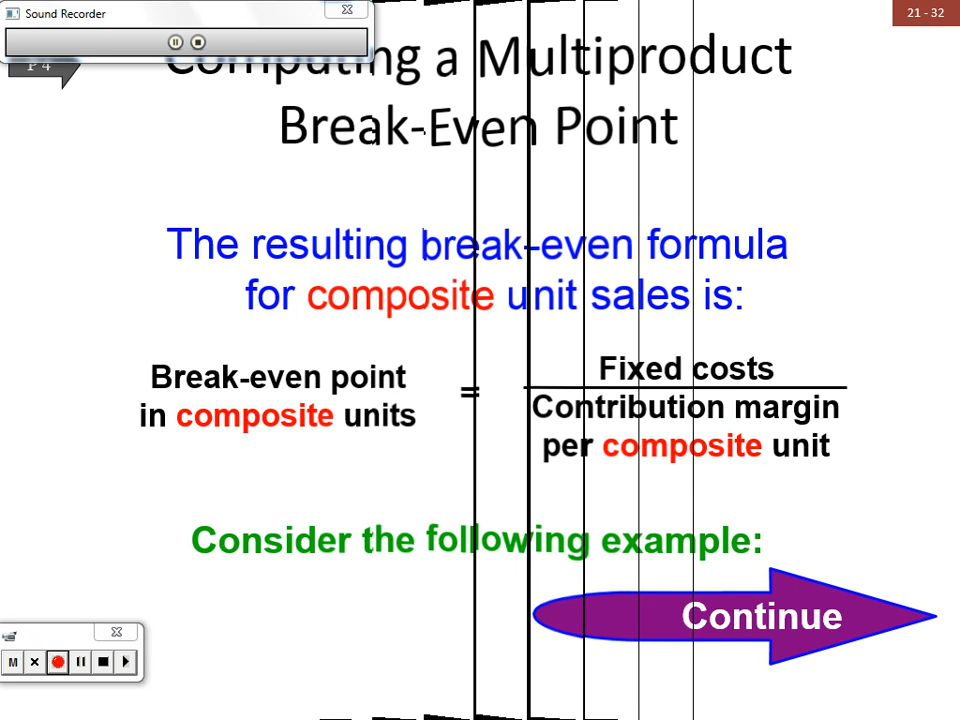 Sound Recorder
21 - 32
P 4
Computing a Multiproduct
Break-Even Point
The resulting break-even formula
for composite unit sales is:
Break-even point
in composite units
=
Fixed costs
Contribution margin
per composite unit
Consider the following example:
Continue
M